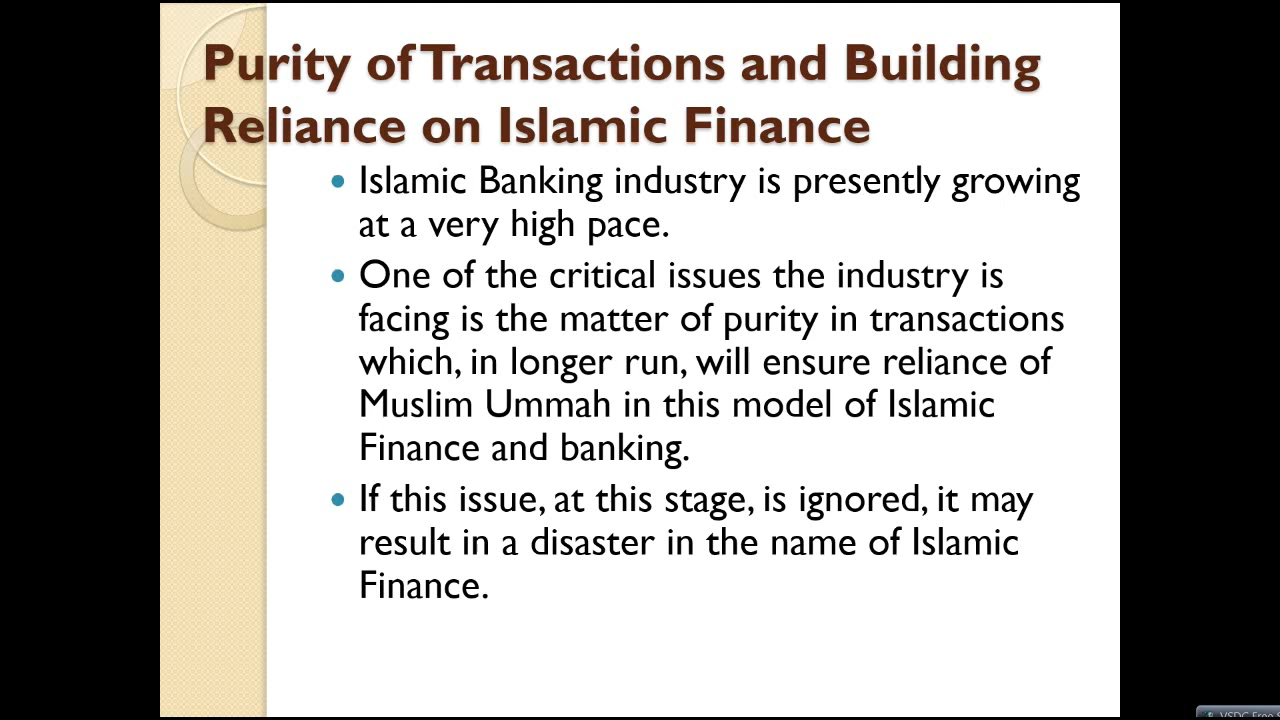 Purity of Transactions and Building
Reliance on Islamic Finance
• Islamic Banking industry is presently growing
at a very high pace.
• One of the critical issues the industry is
facing is the matter of purity in transactions
which, in longer run, will ensure reliance of
Muslim Ummah in this model of Islamic
Finance and banking.
• If this issue, at this stage, is ignored, it may
result in a disaster in the name of Islamic
Finance.
VSDC Free